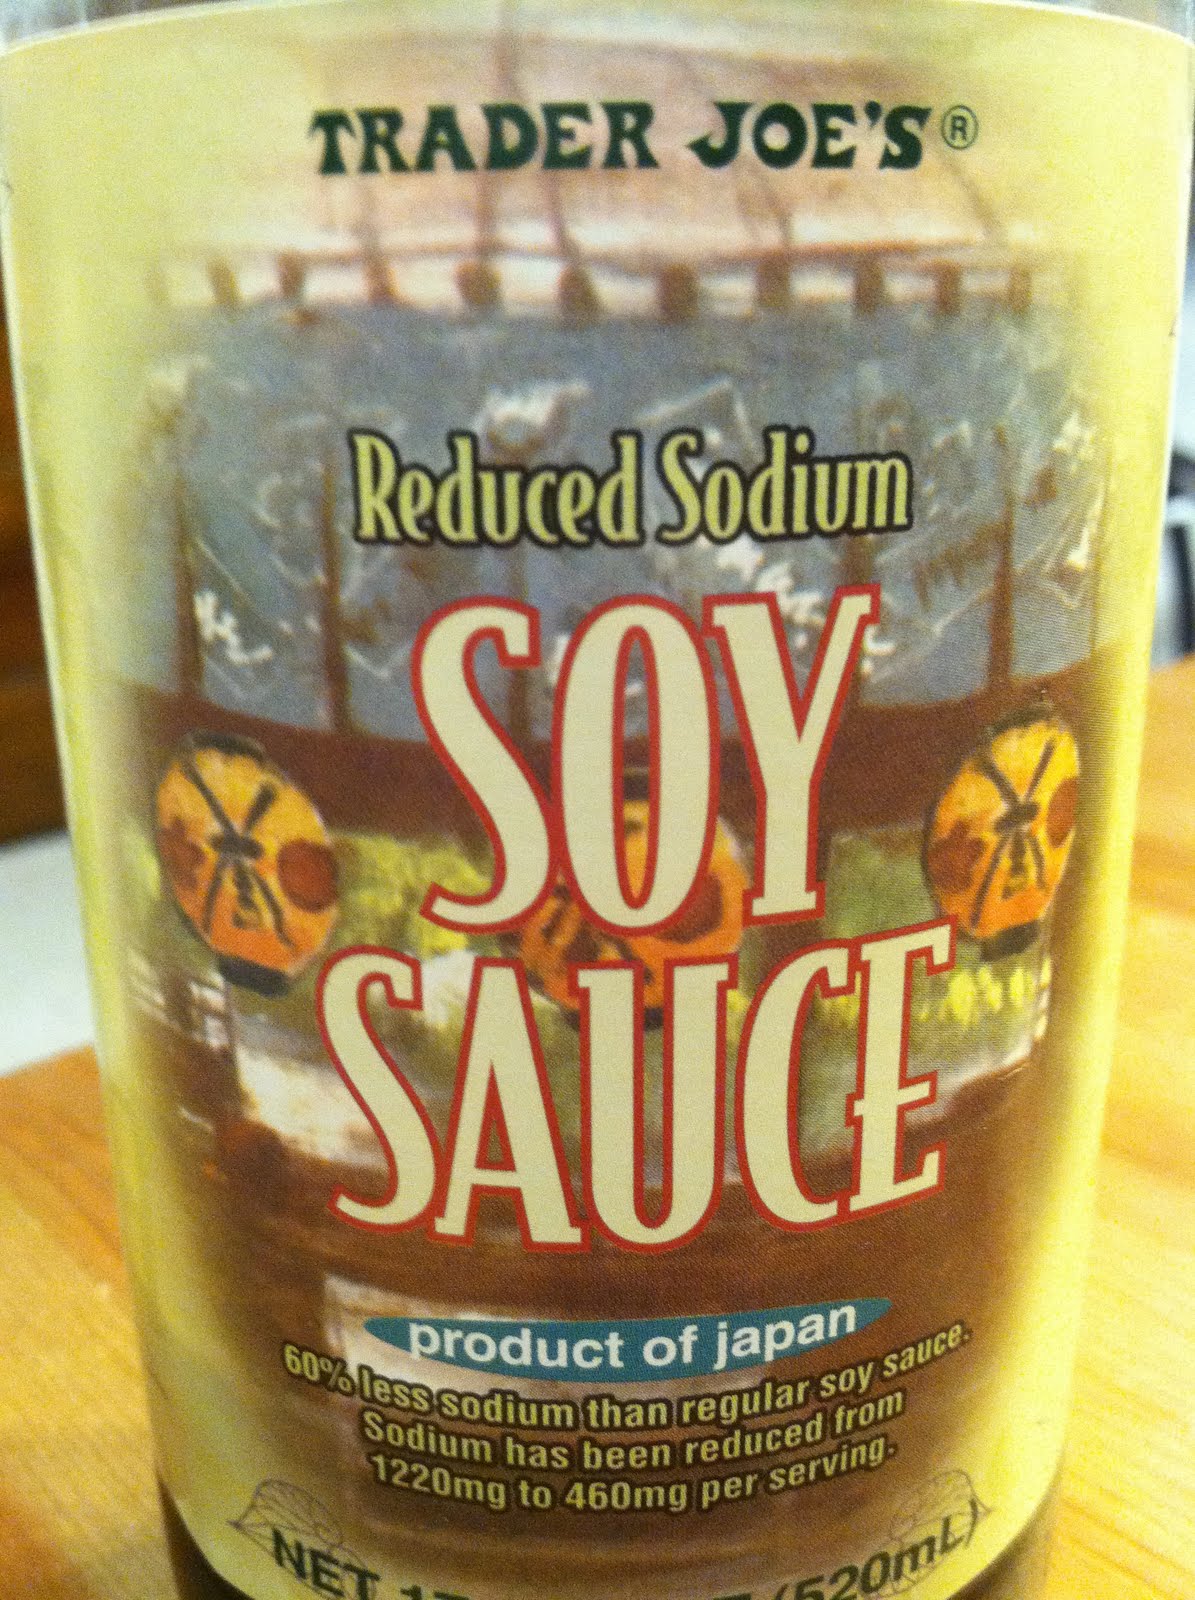 TRADER JOE'S®
Reduced Sodium
SOY
SAUCE
product of japan
60% less sodium than regular soy sauce.
Sodium has been reduced from
1220mg to 460mg per serving.
NET (520mL)